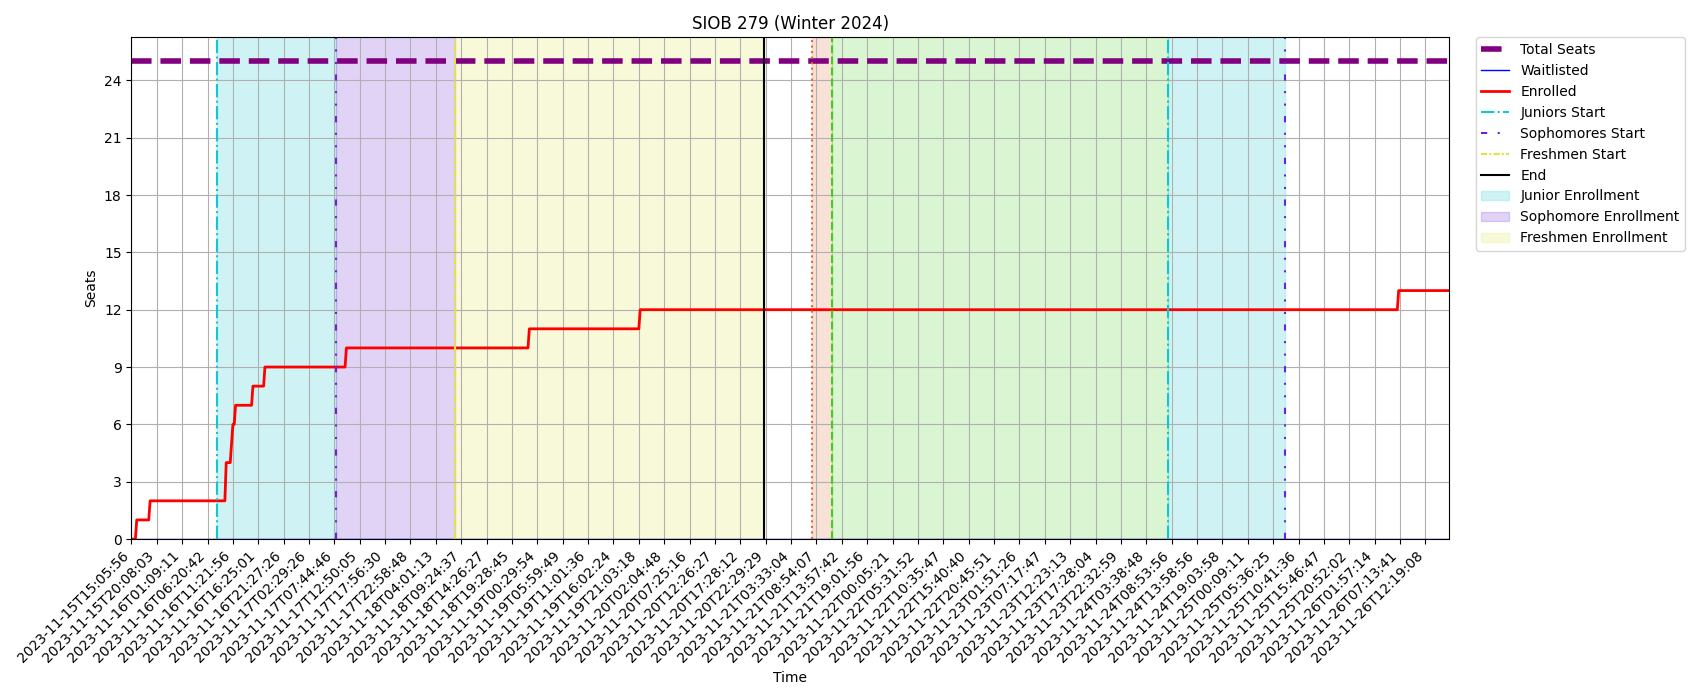 SIOB 279 (Winter 2024)
Total Seats
Waitlisted
Enrolled
Juniors Start
Sophomores Start
Freshmen Start
End
Junior Enrollment
Sophomore Enrollment
Freshmen Enrollment
Seats
24
21
18
15
12
9
6
3
0
2023-11-15T15:05:56
2023-11-15T20:08:03
2023-11-16T01:09:11
2023-11-16T06:20:42
2023-11-16T11:21:56
2023-11-16T16:25:01
2023-11-16T21:27:26
2023-11-17T02:29:26
2023-11-17T07:44:46
2023-11-17T12:50:05
2023-11-17T17:56:30
2023-11-17T22:58:48
2023-11-18T04:01:13
2023-11-18T09:24:37
2023-11-18T14:26:27
2023-11-18T19:28:45
2023-11-19T00:29:54
2023-11-19T05:59:49
2023-11-19T11:01:36
2023-11-19T16:02:24
2023-11-19T21:03:18
2023-11-20T02:04:48
2023-11-20T07:25:16
2023-11-20T12:26:27
2023-11-20T17:28:12
2023-11-20T22:29:29
2023-11-21T03:33:04
2023-11-21T08:54:07
2023-11-21T13:57:42
2023-11-21T19:01:56
2023-11-22T00:05:21
2023-11-22T05:31:52
2023-11-22T10:35:47
2023-11-22T15:40:40
2023-11-22T20:45:51
2023-11-23T01:51:26
2023-11-23T07:17:47
2023-11-23T12:23:13
2023-11-23T17:28:04
2023-11-23T22:32:59
2023-11-24T03:38:48
2023-11-24T08:53:56
2023-11-24T13:58:56
2023-11-24T19:03:58
2023-11-25T00:09:11
2023-11-25T05:36:25
2023-11-25T10:41:36
2023-11-25T15:46:47
2023-11-25T20:52:02
2023-11-26T01:57:14
2023-11-26T07:13:41
2023-11-26T12:19:08
Time